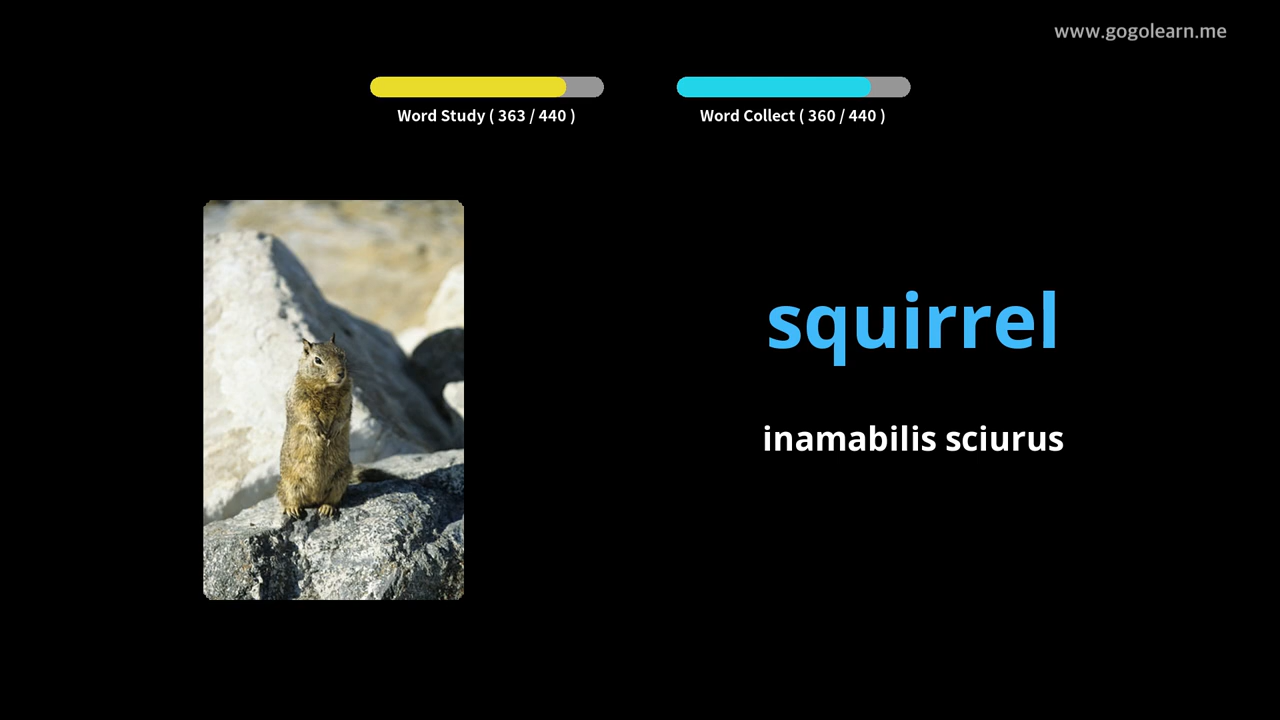 www.gogolearn.me
Word Study ( 363 / 440 )
Word Collect ( 360 / 440 )
squirrel
inamabilis sciurus